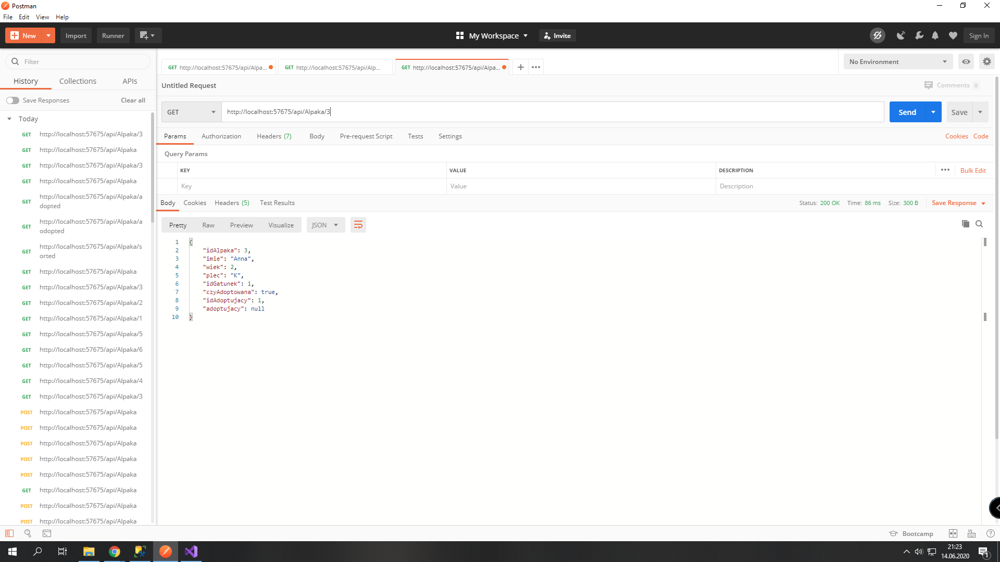 Postman
File Edit View Help
New Import Runner My Workspace Invite Sign In
Filter
History Collections APIs
Save Responses Clear all
Today
GET http://localhost:57675/api/Alpaka/3
GET http://localhost:57675/api/Alpaka
GET http://localhost:57675/api/Alpaka/3
GET http://localhost:57675/api/Alpaka
GET http://localhost:57675/api/Alpaka/a
dopted
GET http://localhost:57675/api/Alpaka/a
odopted
GET http://localhost:57675/api/Alpaka/s
orted
GET http://localhost:57675/api/Alpaka
GET http://localhost:57675/api/Alpaka/3
GET http://localhost:57675/api/Alpaka/2
GET http://localhost:57675/api/Alpaka/1
GET http://localhost:57675/api/Alpaka/5
GET http://localhost:57675/api/Alpaka/6
GET http://localhost:57675/api/Alpaka/5
GET http://localhost:57675/api/Alpaka/4
GET http://localhost:57675/api/Alpaka/3
POST http://localhost:57675/api/Alpaka
POST http://localhost:57675/api/Alpaka
POST http://localhost:57675/api/Alpaka
POST http://localhost:57675/api/Alpaka
POST http://localhost:57675/api/Alpaka
GET http://localhost:57675/api/Alpaka
POST http://localhost:57675/api/Alpaka
POST http://localhost:57675/api/Alpaka
GET http://localhost:57675/api/Alpa... GET http://localhost:57675/api/Alp... GET http://localhost:57675/api/Alpa... No Environment
Untitled Request Comments 0
GET http://localhost:57675/api/Alpaka/3 Send Save
Params Authorization Headers (7) Body Pre-request Script Tests Settings Cookies Code
Query Params
KEY VALUE DESCRIPTION Bulk Edit
Key Value Description
Body Cookies Headers (5) Test Results Status: 200 OK Time: 86 ms Size: 300 B Save Response
Pretty Raw Preview Visualize JSON
1 {
2 "idAlpaka": 3,
3 "imie": "Anna",
4 "wiek": 2,
5 "plec": "K",
6 "idGatunek": 1,
7 "czyAdoptowana": true,
8 "idAdoptujacy": 1,
9 "adoptujacy": null
10 }
Bootcamp
21:23
14.06.2020
1